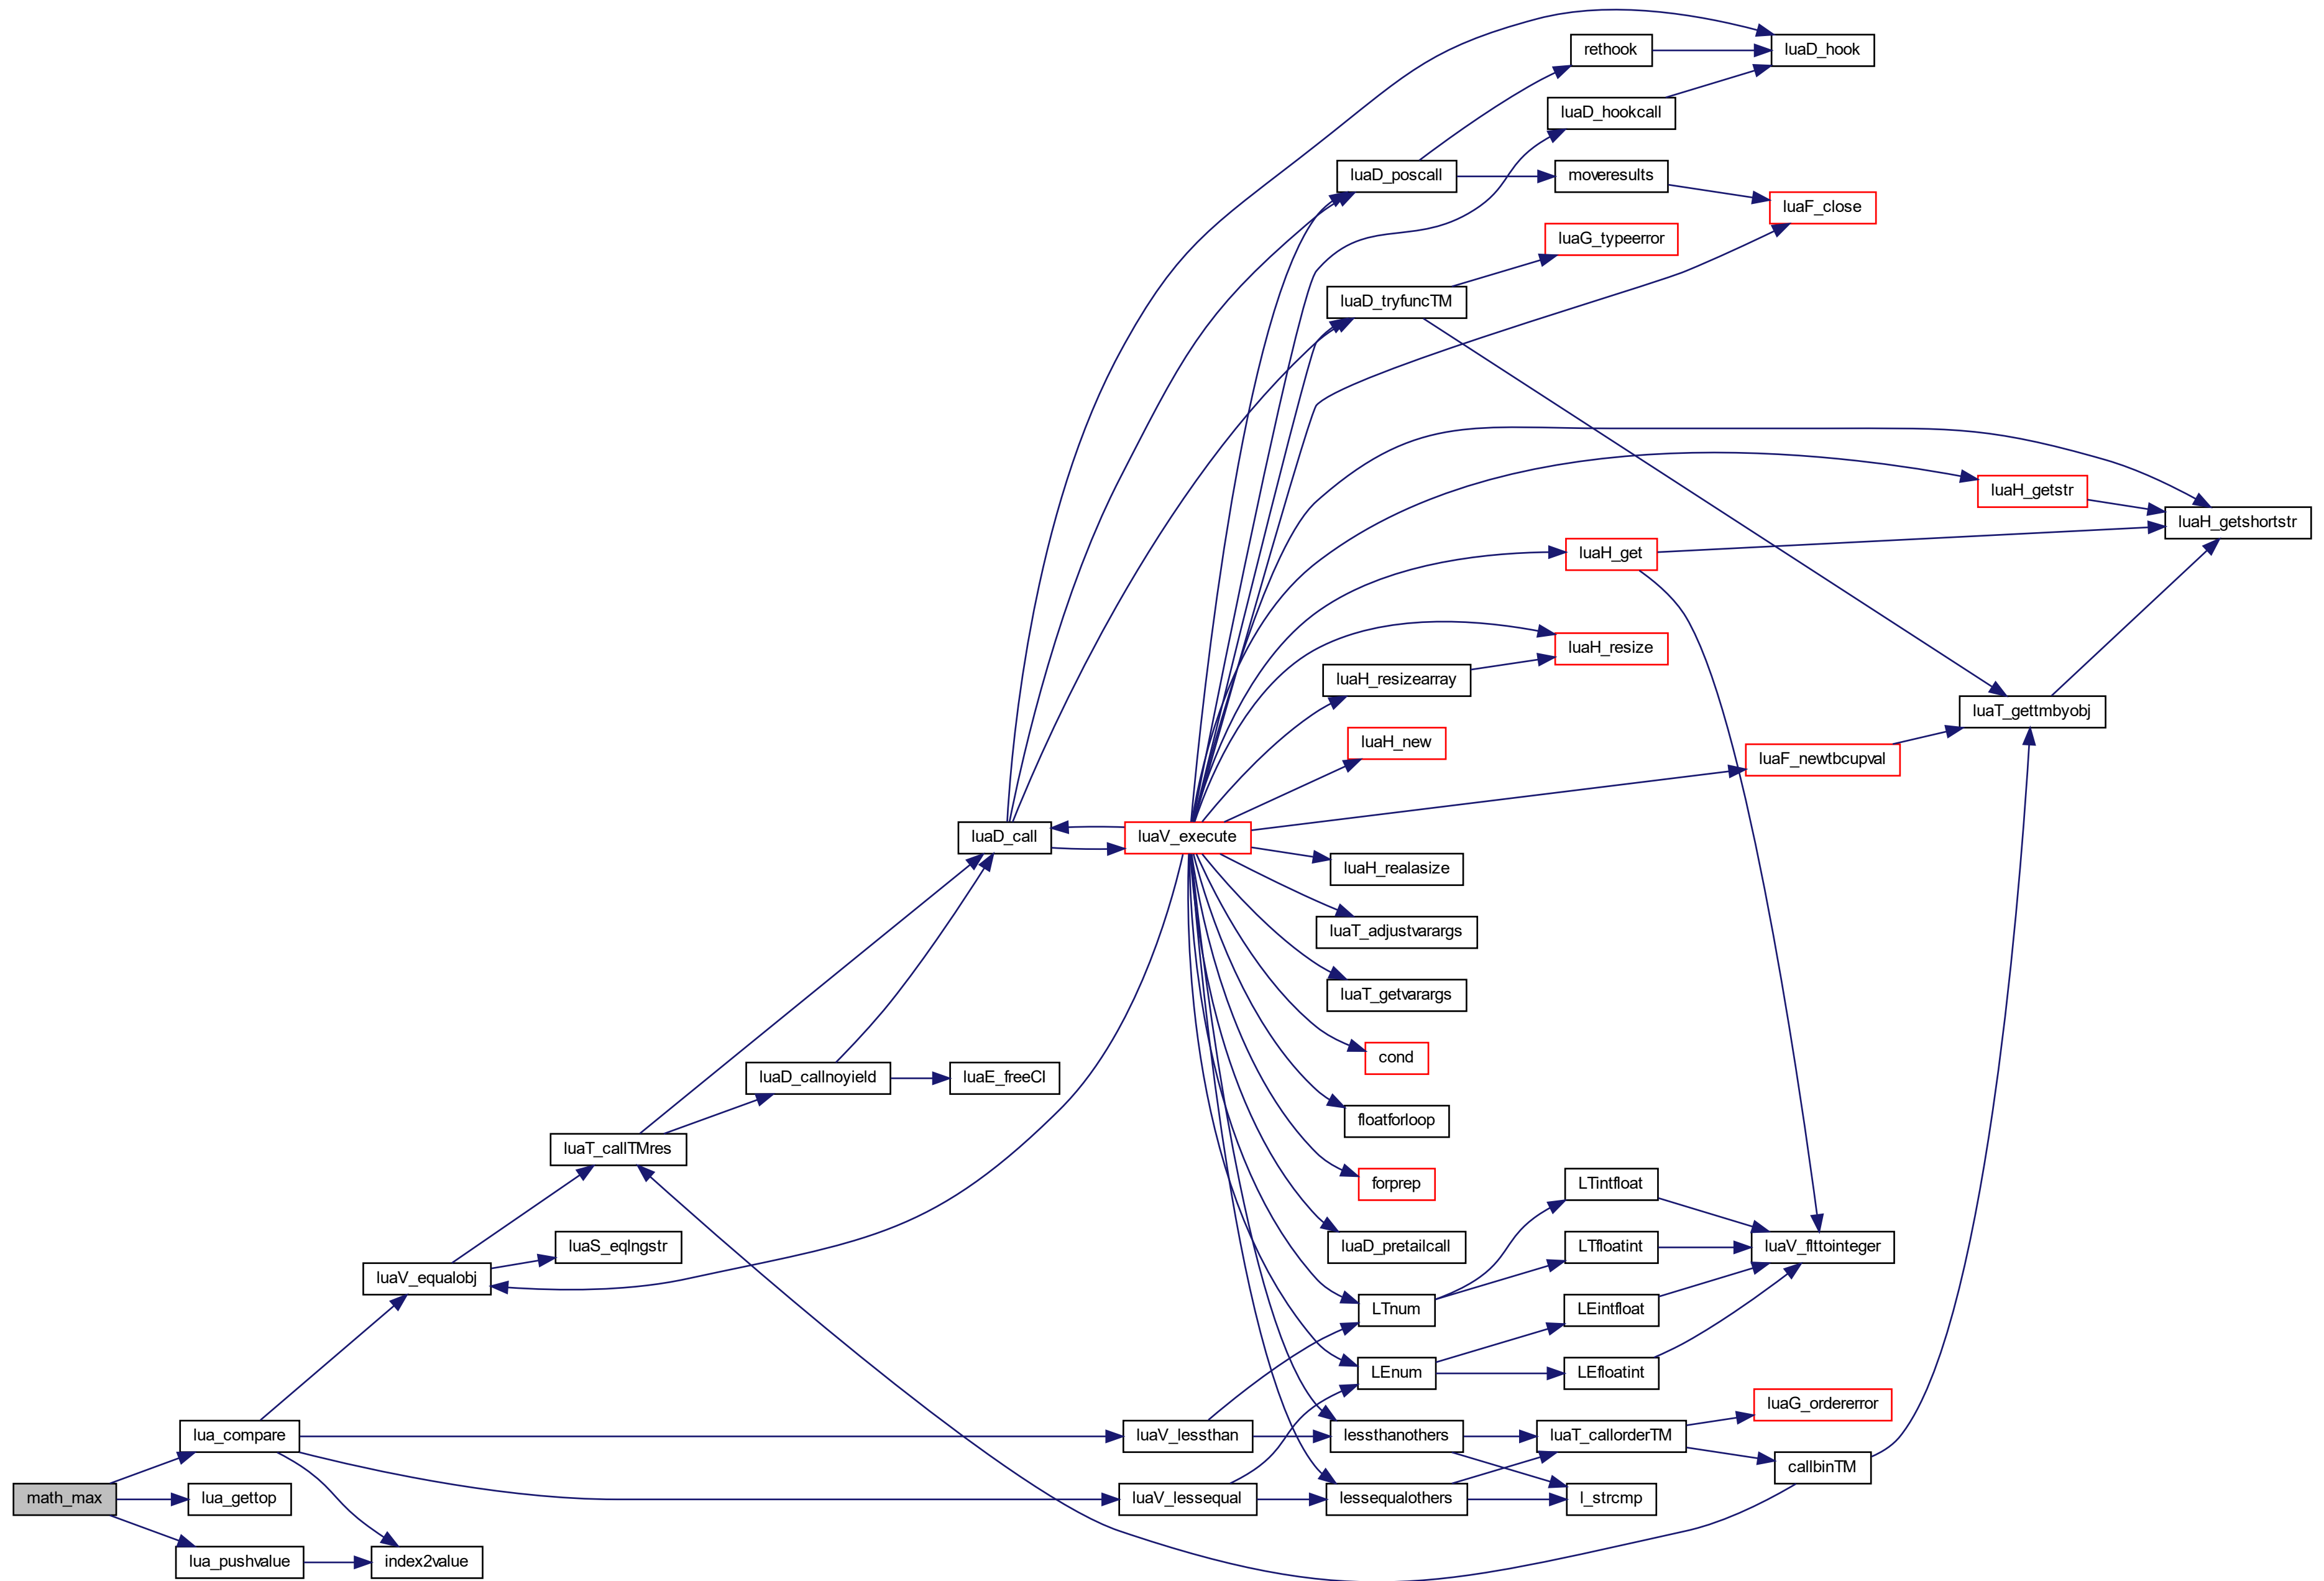 rethook
luaD_hook
luaD_hookcall
luaD_poscall
moveresults
luaF_close
luaG_typeerror
luaD_tryfuncTM
luaH_getstr
luaH_getshortstr
luaH_get
luaH_resize
luaH_resizearray
luaT_gettmbyobj
luaH_new
luaF_newtbcupval
luaD_call
luaV_execute
luaH_realasize
luaT_adjustvarargs
luaT_getvarargs
cond
luaD_callnoyield
luaE_freeCI
floatforloop
luaT_callTMres
forprep
LTintfloat
luaS_eqlngstr
luaD_pretailcall
LTfloatint
luaV_flttointeger
luaV_equalobj
LTnum
LEintfloat
LEnum
LEfloatint
luaG_ordererror
lua_compare
luaV_lessthan
lessthanothers
luaT_callorderTM
callbinTM
math_max
lua_gettop
luaV_lessequal
lessequalothers
l_strcmp
lua_pushvalue
index2value